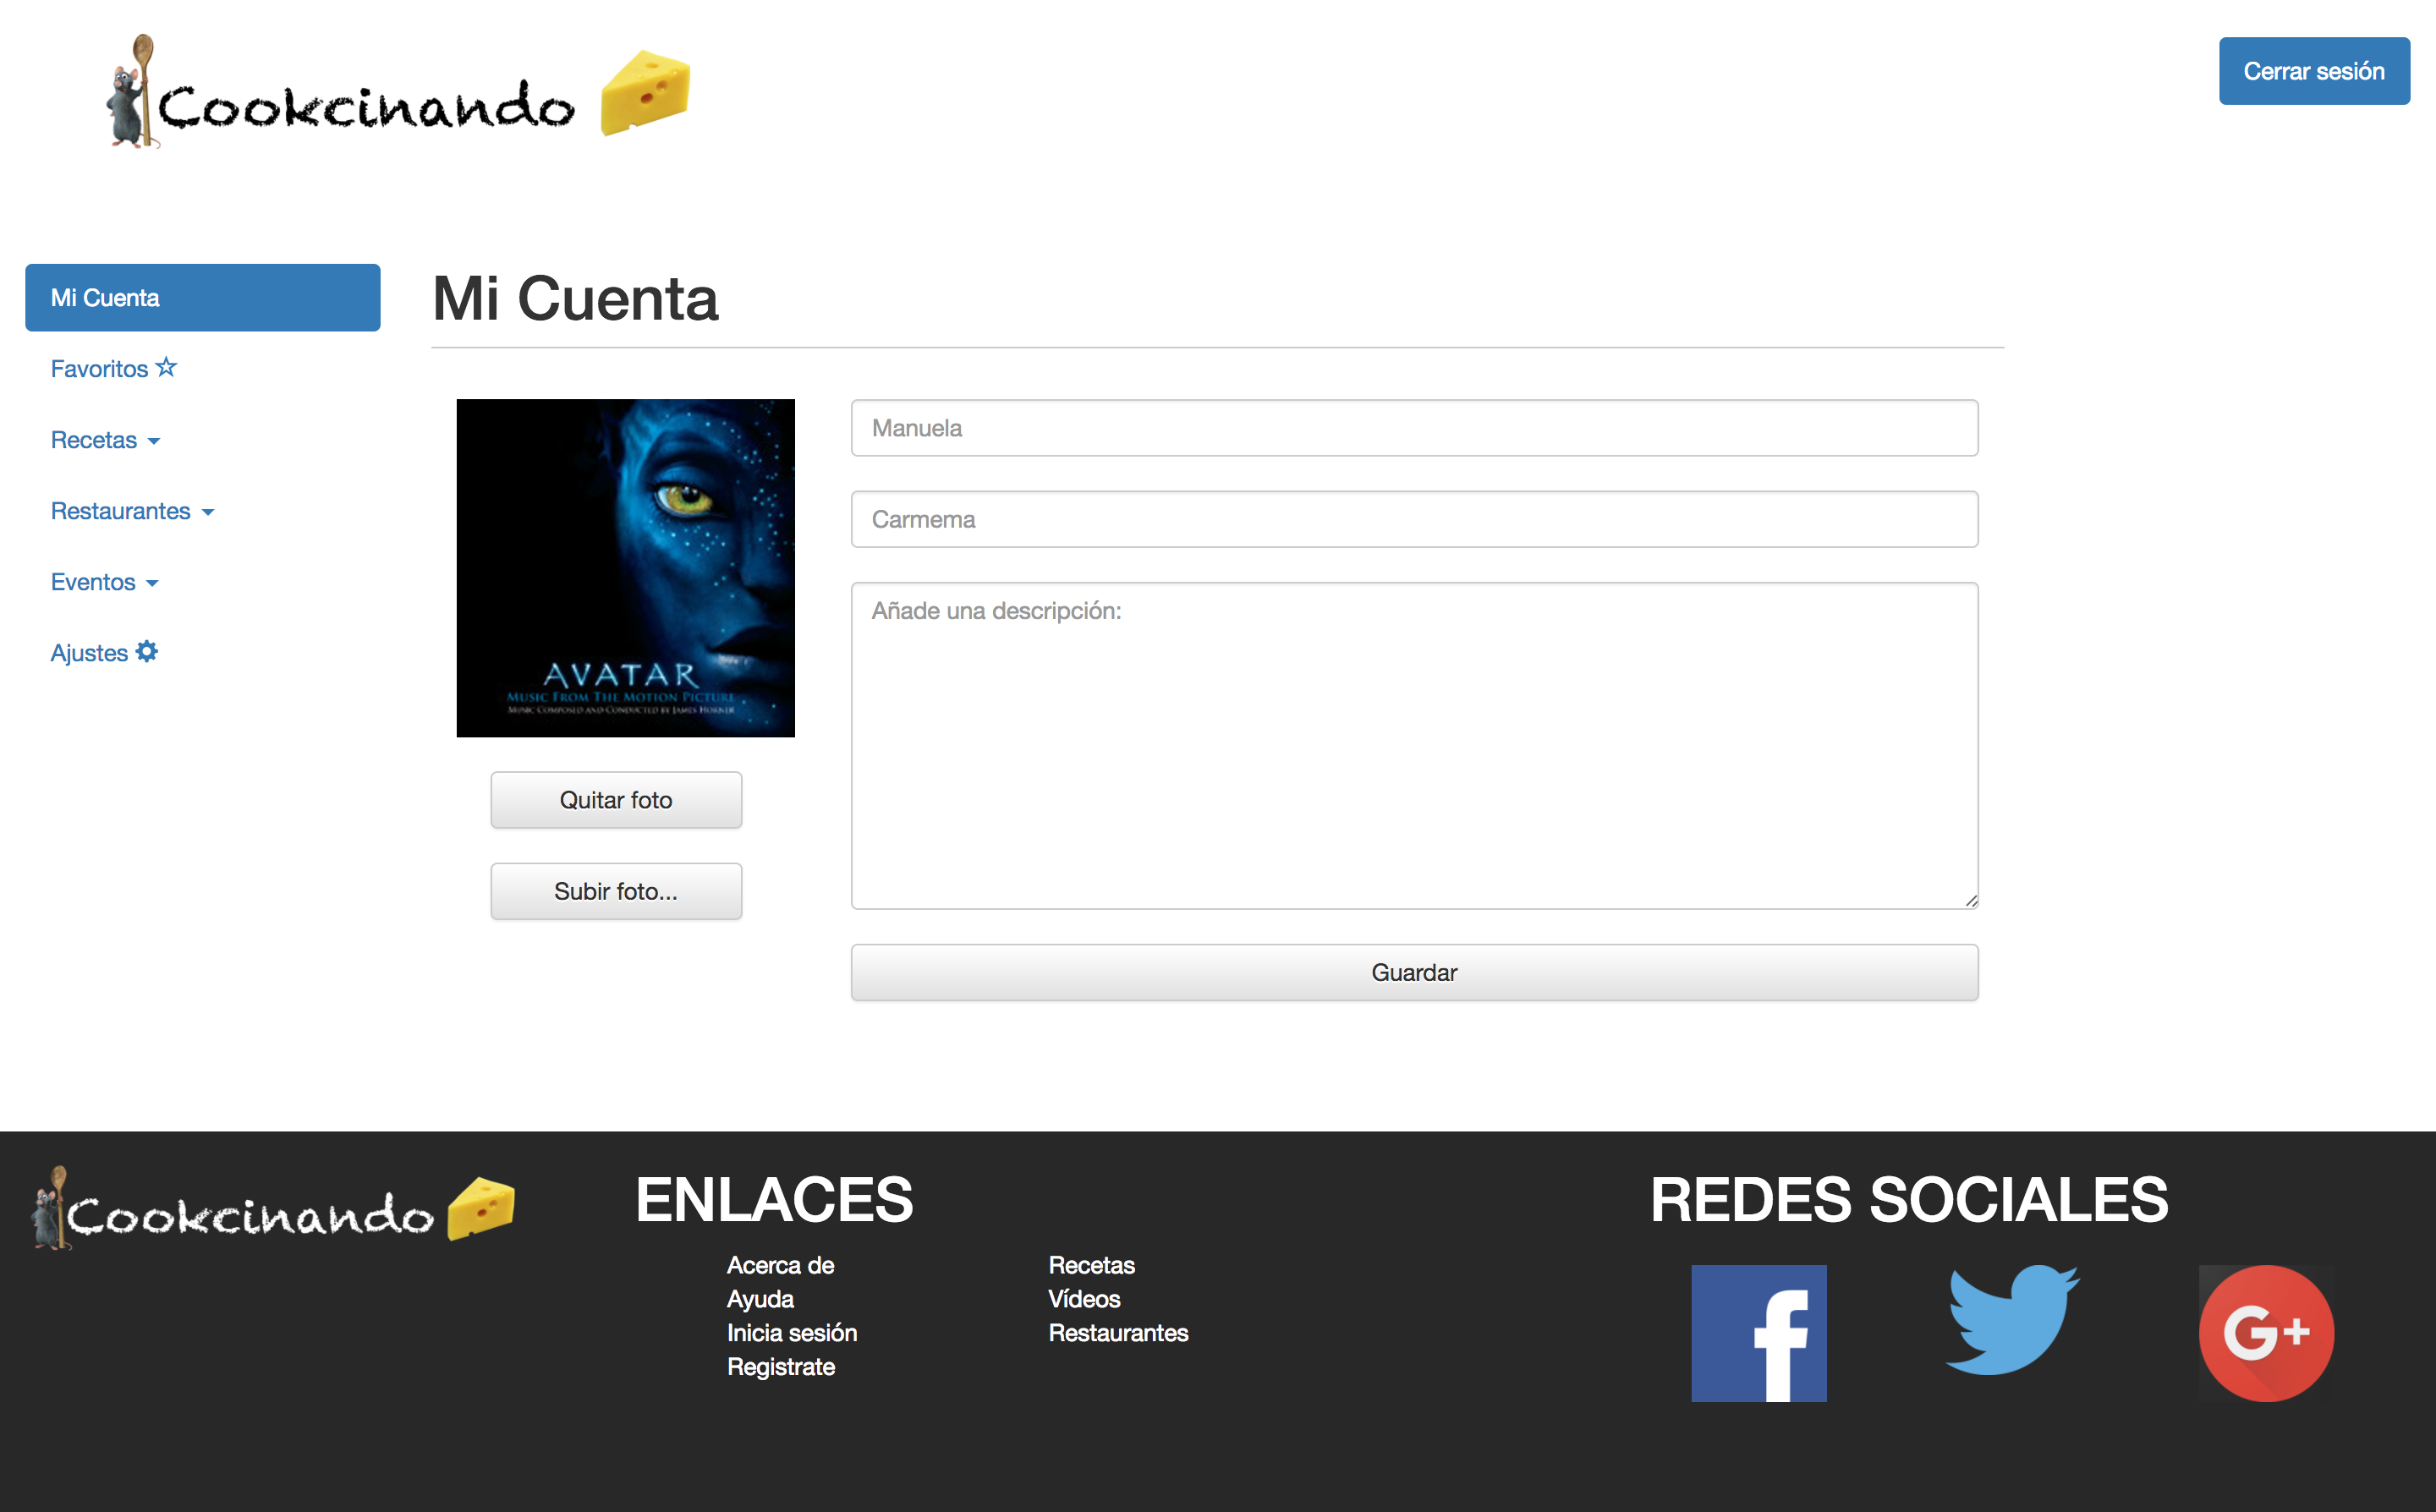 Cookcinando
Cerrar sesión
Mi Cuenta
Favoritos
Recetas
Restaurantes
Eventos
Ajustes
Mi Cuenta
AVATAR
MUSIC FROM THE MOTION PICTURE
MUSIC COMPOSED AND CONDUCTED BY JAMES HORNER
Quitar foto
Subir foto...
Manuela
Carmema
Añade una descripción:
Guardar
Cookcinando
ENLACES
Acerca de
Ayuda
Inicia sesión
Registrate
Recetas
Vídeos
Restaurantes
REDES SOCIALES
f
G+